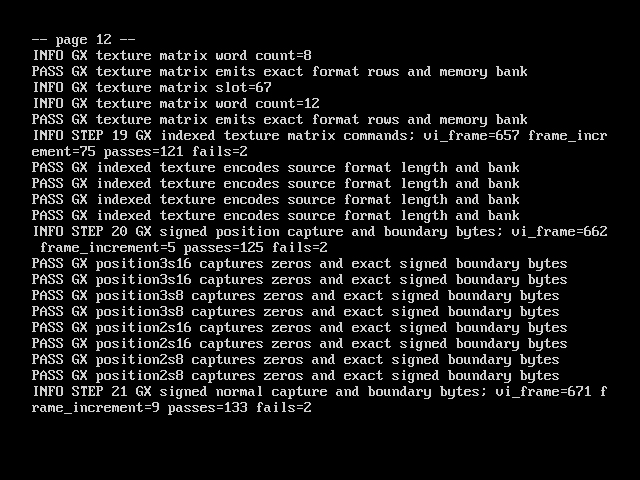 -- page 12 --
INFO GX texture matrix word count=8
PASS GX texture matrix emits exact format rows and memory bank
INFO GX texture matrix slot=67
INFO GX texture matrix word count=12
PASS GX texture matrix emits exact format rows and memory bank
INFO STEP 19 GX indexed texture matrix commands; vi_frame=657 frame_incr
ement=75 passes=121 fails=2
PASS GX indexed texture encodes source format length and bank
PASS GX indexed texture encodes source format length and bank
PASS GX indexed texture encodes source format length and bank
PASS GX indexed texture encodes source format length and bank
INFO STEP 20 GX signed position capture and boundary bytes; vi_frame=662
 frame_increment=5 passes=125 fails=2
PASS GX position3s16 captures zeros and exact signed boundary bytes
PASS GX position3s16 captures zeros and exact signed boundary bytes
PASS GX position3s8 captures zeros and exact signed boundary bytes
PASS GX position3s8 captures zeros and exact signed boundary bytes
PASS GX position2s16 captures zeros and exact signed boundary bytes
PASS GX position2s16 captures zeros and exact signed boundary bytes
PASS GX position2s8 captures zeros and exact signed boundary bytes
PASS GX position2s8 captures zeros and exact signed boundary bytes
INFO STEP 21 GX signed normal capture and boundary bytes; vi_frame=671 f
rame_increment=9 passes=133 fails=2